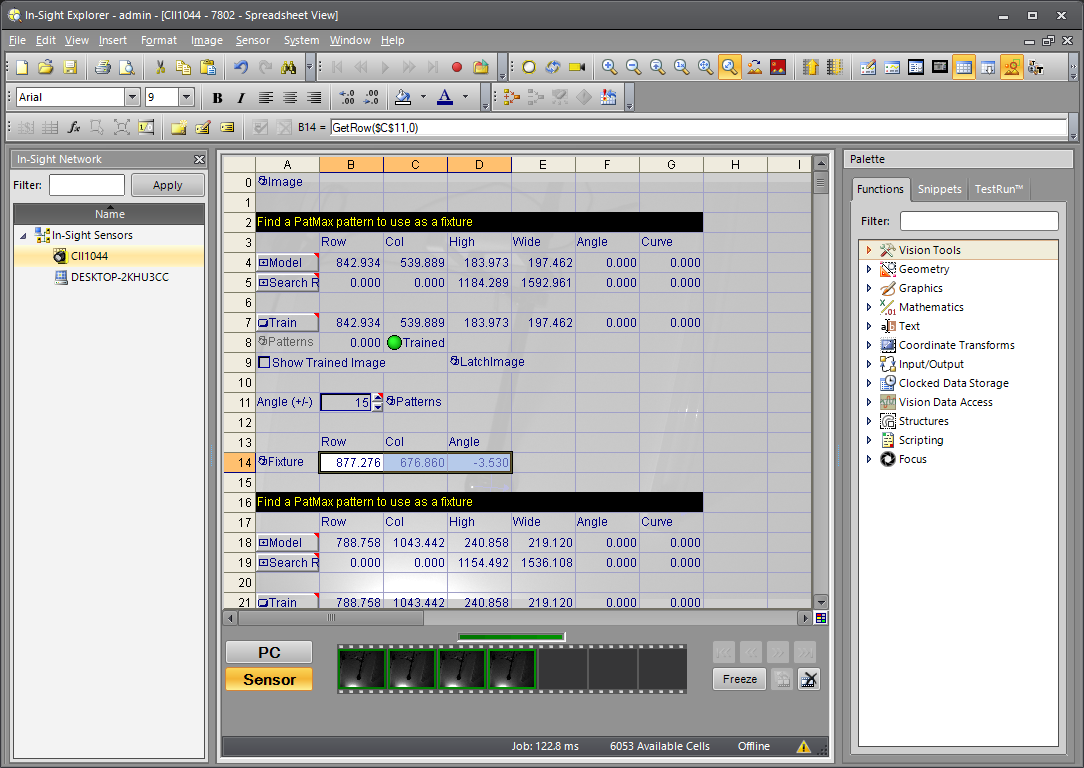 In-Sight Explorer - admin - [CII1044 - 7802 - Spreadsheet View]
File Edit View Insert Format Image Sensor System Window Help
Arial 9 B I A
fx B14 = GetRow($C$11,0)
In-Sight Network
Filter: Apply
Name
In-Sight Sensors
CII1044
DESKTOP-2KHU3CC
A B C D E F G H I
0 Image
1
2 Find a PatMax pattern to use as a fixture
3 Row Col High Wide Angle Curve
4 Model 842.934 539.889 183.973 197.462 0.000 0.000
5 Search R 0.000 0.000 1184.289 1592.961 0.000 0.000
6
7 Train 842.934 539.889 183.973 197.462 0.000 0.000
8 Patterns 0.000 Trained
9 Show Trained Image LatchImage
10
11 Angle (+/-) 15 Patterns
12
13 Row Col Angle
14 Fixture 877.276 676.860 -3.530
15
16 Find a PatMax pattern to use as a fixture
17 Row Col High Wide Angle Curve
18 Model 788.758 1043.442 240.858 219.120 0.000 0.000
19 Search R 0.000 0.000 1154.492 1536.108 0.000 0.000
20
21 Train 788.758 1043.442 240.858 219.120 0.000 0.000
PC
Sensor
Freeze
Job: 122.8 ms 6053 Available Cells Offline
Palette
Functions Snippets TestRun™
Filter:
Vision Tools
Geometry
Graphics
Mathematics
Text
Coordinate Transforms
Input/Output
Clocked Data Storage
Vision Data Access
Structures
Scripting
Focus